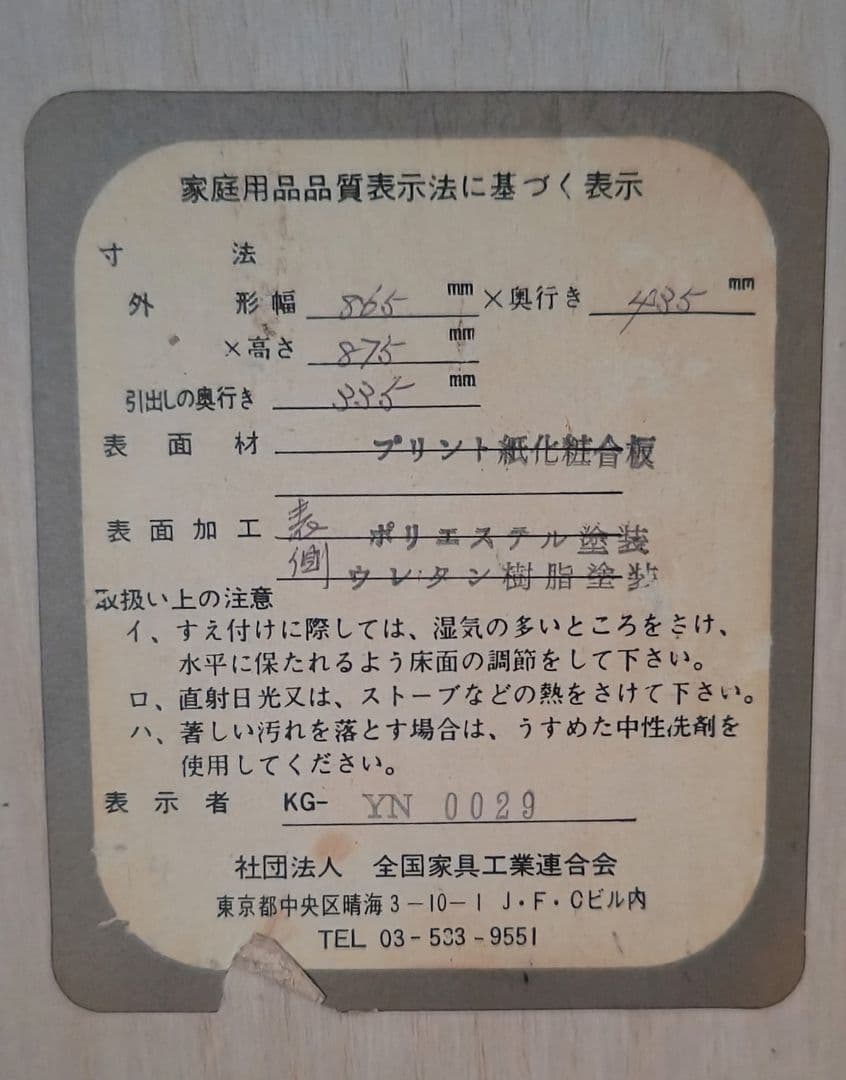 家庭用品品質表示法に基づく表示
寸法
外形幅 865 mm ×奥行き 435 mm
×高さ 875 mm
引出しの奥行き 335 mm
表面材 プリント紙化粧合板
表面加工 表 ポリエステル塗装
側 ウレタン樹脂塗装
取扱い上の注意
イ、すえ付けに際しては、湿気の多いところをさけ、
水平に保たれるよう床面の調節をして下さい。
ロ、直射日光又は、ストーブなどの熱をさけて下さい。
ハ、著しい汚れを落とす場合は、うすめた中性洗剤を
使用してください。
表示者 KG- YN 0029
社団法人 全国家具工業連合会
東京都中央区晴海3-10-1 J・F・Cビル内
TEL 03-533-9551